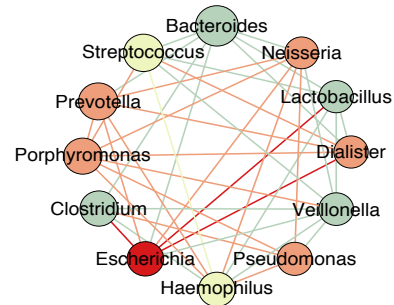 Bacteroides
Streptococcus
Neisseria
Prevotella
Lactobacillus
Porphyromonas
Dialister
Clostridium
Veillonella
Escherichia
Pseudomonas
Haemophilus